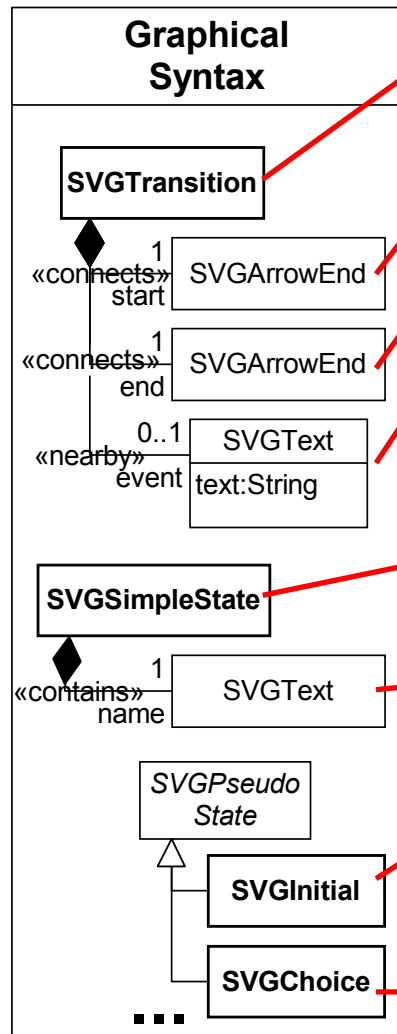 Graphical
Syntax
SVGTransition
1
«connects»
start
SVGArrowEnd
1
«connects»
end
SVGArrowEnd
0..1
«nearby»
event
SVGText
text:String
SVGSimpleState
1
«contains»
name
SVGText
SVGPseudo
State
SVGInitial
SVGChoice
...